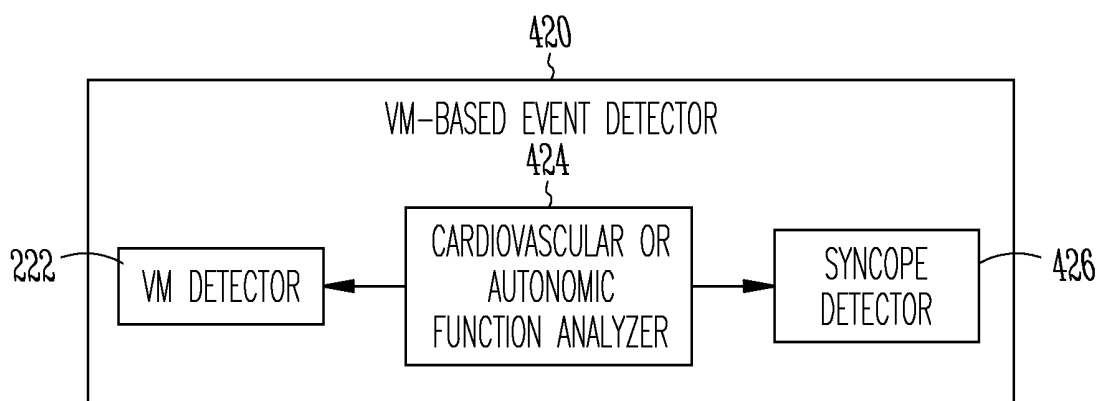 420
VM-BASED EVENT DETECTOR
424
222
VM DETECTOR
CARDIOVASCULAR OR
AUTONOMIC
FUNCTION ANALYZER
SYNCOPE
DETECTOR
426